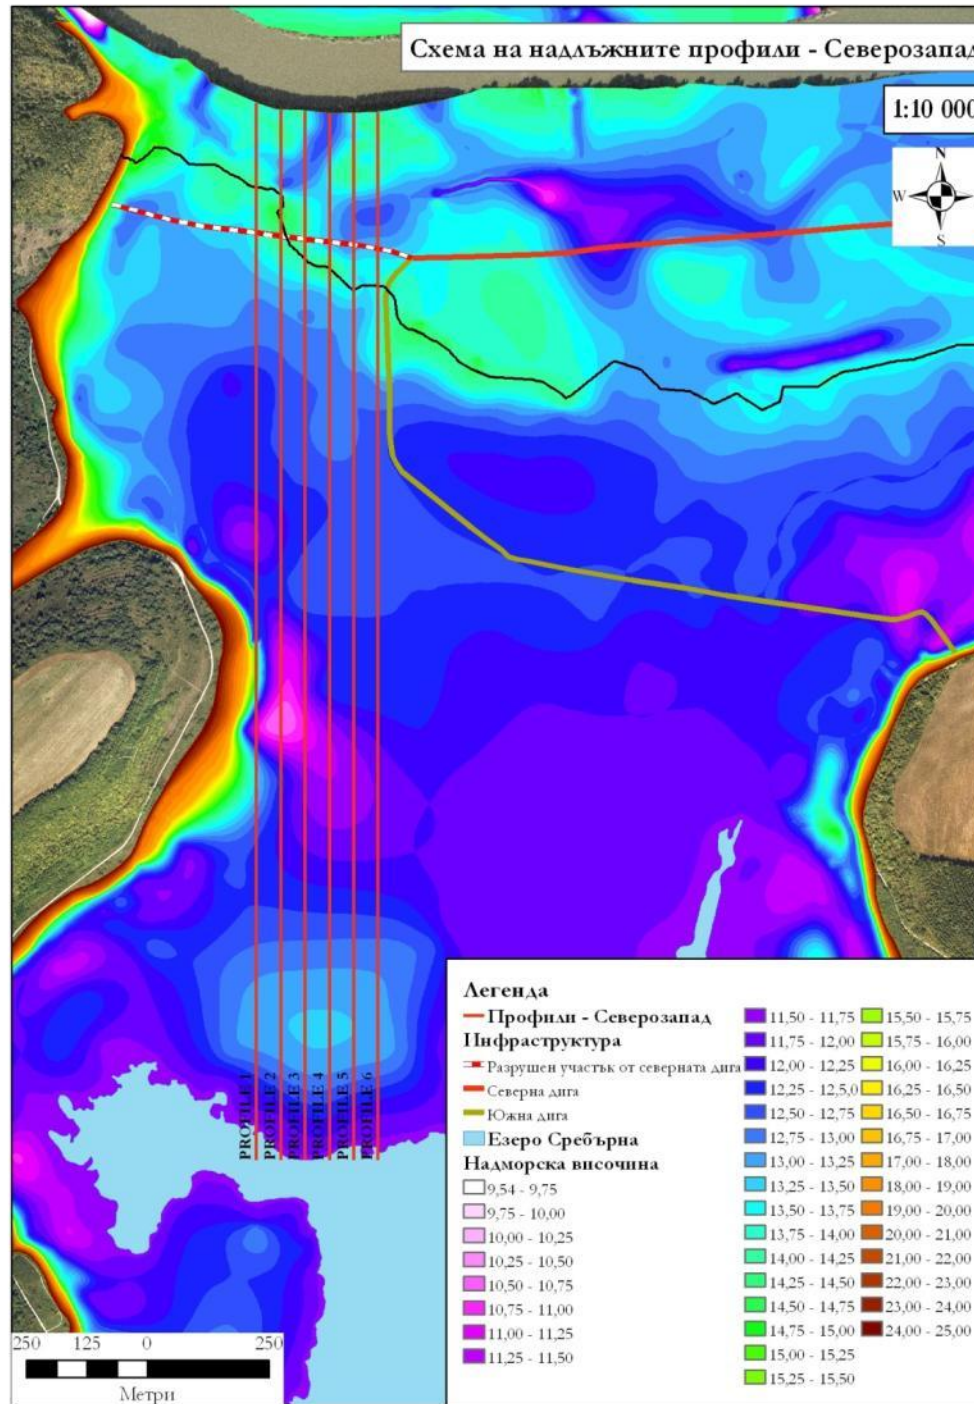 Схема на надлъжните профили - Северозапад
1:10 000
N
W
S
PROFILE 1
PROFILE 2
PROFILE 3
PROFILE 4
PROFILE 5
PROFILE 6
Легенда
Профили - Северозапад
Инфраструктура
Разрушен участък от северната дига
Северна дига
Южна дига
Езеро Сребърна
Надморска височина
9,54 - 9,75
9,75 - 10,00
10,00 - 10,25
10,25 - 10,50
10,50 - 10,75
10,75 - 11,00
11,00 - 11,25
11,25 - 11,50
11,50 - 11,75
11,75 - 12,00
12,00 - 12,25
12,25 - 12,5,0
12,50 - 12,75
12,75 - 13,00
13,00 - 13,25
13,25 - 13,50
13,50 - 13,75
13,75 - 14,00
14,00 - 14,25
14,25 - 14,50
14,50 - 14,75
14,75 - 15,00
15,00 - 15,25
15,25 - 15,50
15,50 - 15,75
15,75 - 16,00
16,00 - 16,25
16,25 - 16,50
16,50 - 16,75
16,75 - 17,00
17,00 - 18,00
18,00 - 19,00
19,00 - 20,00
20,00 - 21,00
21,00 - 22,00
22,00 - 23,00
23,00 - 24,00
24,00 - 25,00
250 125 0 250
Метри